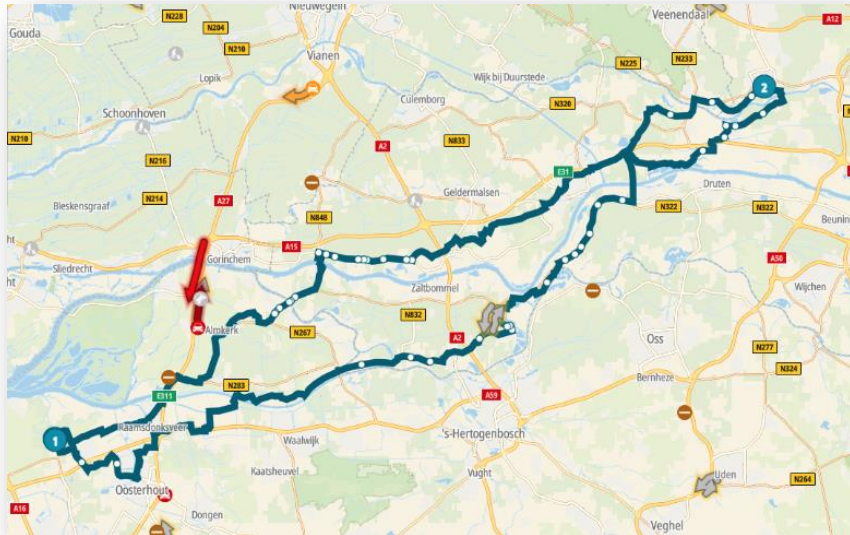 Nieuwegein
N228
Veenendaal
Gouda
N204
A12
N210
Vianen
N233
N225
Lopik
Wijk bij Duurstede
2
Culemborg
N320
Schoonhoven
A2
N210
N833
N216
E31
Geldermalsen
Druten
Bleskensgraaf
N214
A27
N322
N322
N848
Beunin
A15
Gorinchem
ht
Sliedrecht
A50
Zaltbommel
Wijchen
Almkerk
N267
N832
A2
Oss
N277
N283
E311
A59
Bernheze
N324
Raamsdonksveer
1
Waalwijk
's-Hertogenbosch
Kaatsheuvel
Vught
Uden
N264
Oosterhout
A16
Dongen
Veghel